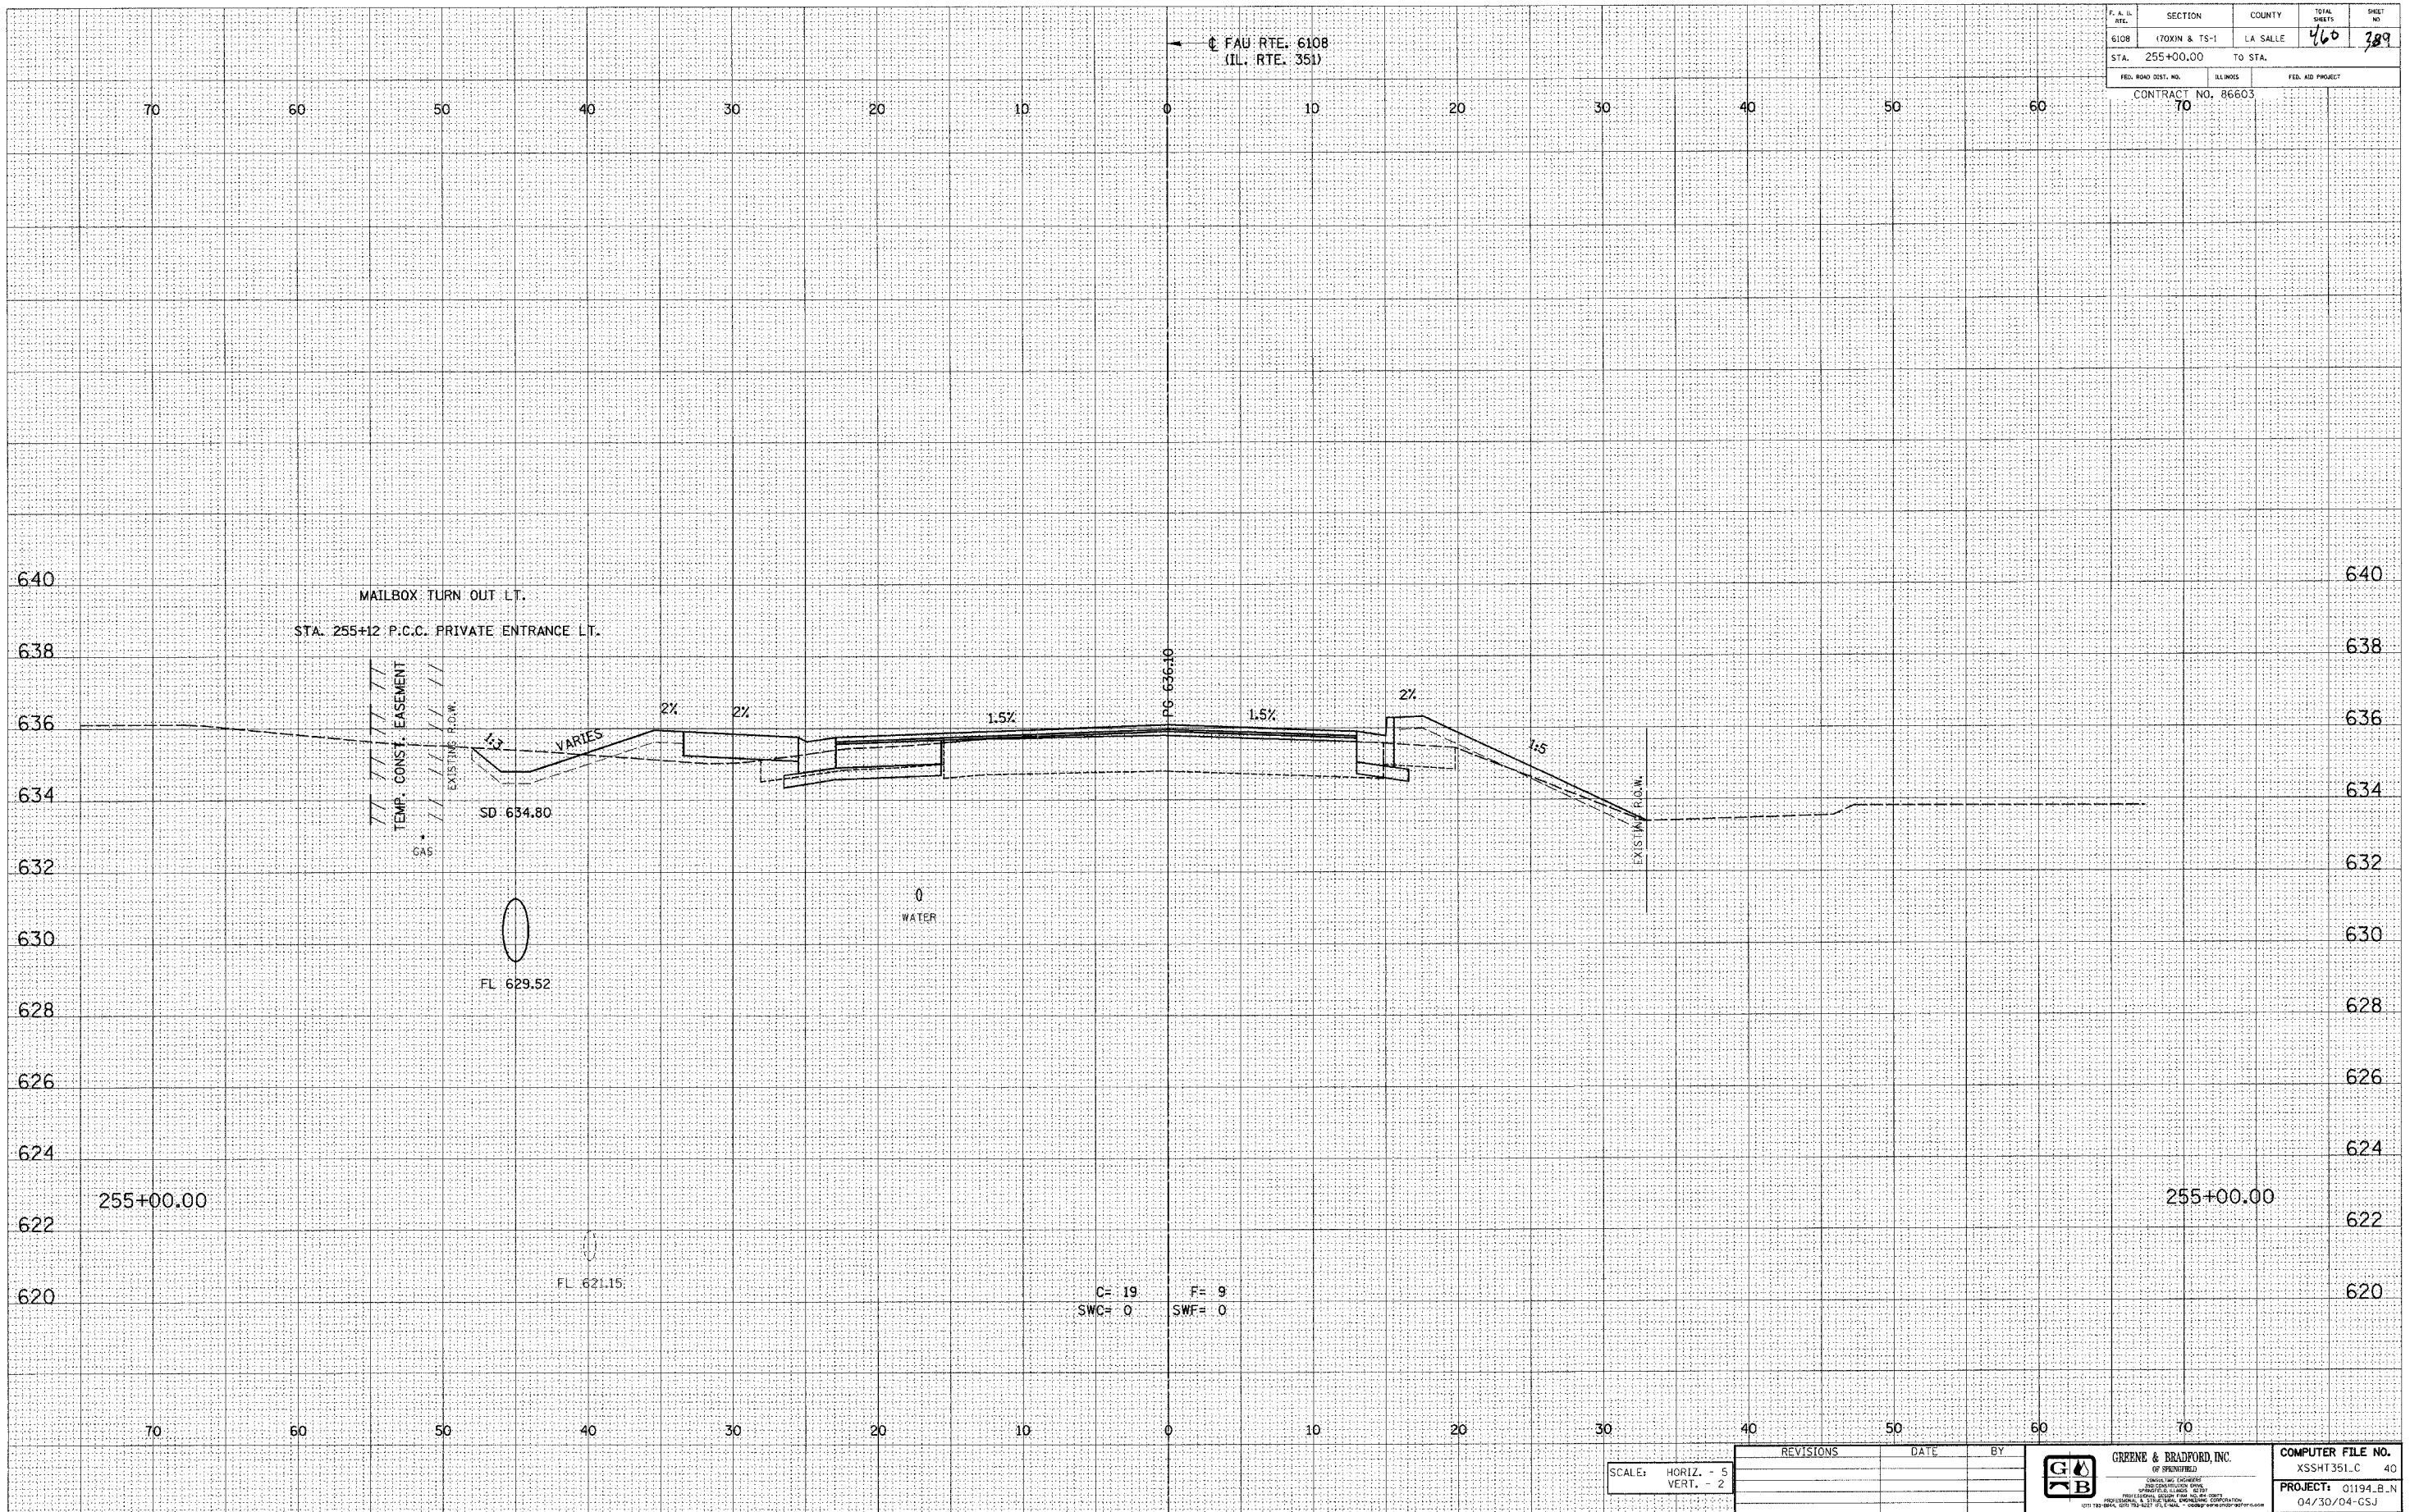 F. A. U. RTE. SECTION COUNTY TOTAL SHEETS SHEET NO
6108 (70X)N & TS-1 LA SALLE 460 389
STA. 255+00.00 TO STA.
FED. ROAD DIST. NO. ILLINOIS FED. AID PROJECT
CONTRACT NO. 86603
℄ FAU RTE. 6108
(IL. RTE. 351)
70 60 50 40 30 20 10 0 10 20 30 40 50 60 70
640 640
MAILBOX TURN OUT LT.
STA. 255+12 P.C.C. PRIVATE ENTRANCE LT.
638 638
TEMP. CONST. EASEMENT
EXISTING R.O.W.
PG 636.10
636 636
1:3
VARIES
2%
2%
1.5%
1.5%
2%
1:5
EXISTING R.O.W.
634 634
SD 634.80
GAS
632 632
WATER
630 630
FL 629.52
628 628
626 626
624 624
255+00.00 255+00.00
622 622
FL 621.15
620 620
C= 19 F= 9
SWC= 0 SWF= 0
70 60 50 40 30 20 10 0 10 20 30 40 50 60 70
SCALE: HORIZ. - 5
VERT. - 2
REVISIONS DATE BY
G B
GREENE & BRADFORD, INC.
OF SPRINGFIELD
CONSULTING ENGINEERS
COMPUTER FILE NO.
XSSHT351_C 40
PROJECT: 01194_B_N
04/30/04-GSJ